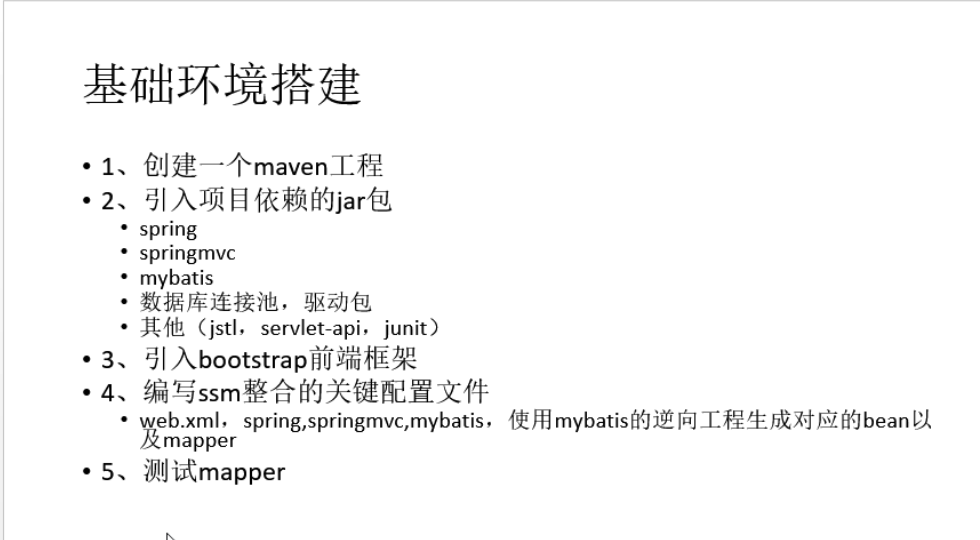 基础环境搭建
• 1、创建一个maven工程
• 2、引入项目依赖的jar包
• spring
• springmvc
• mybatis
• 数据库连接池，驱动包
• 其他（jstl，servlet-api，junit）
• 3、引入bootstrap前端框架
• 4、编写ssm整合的关键配置文件
• web.xml，spring,springmvc,mybatis，使用mybatis的逆向工程生成对应的bean以
及mapper
• 5、测试mapper